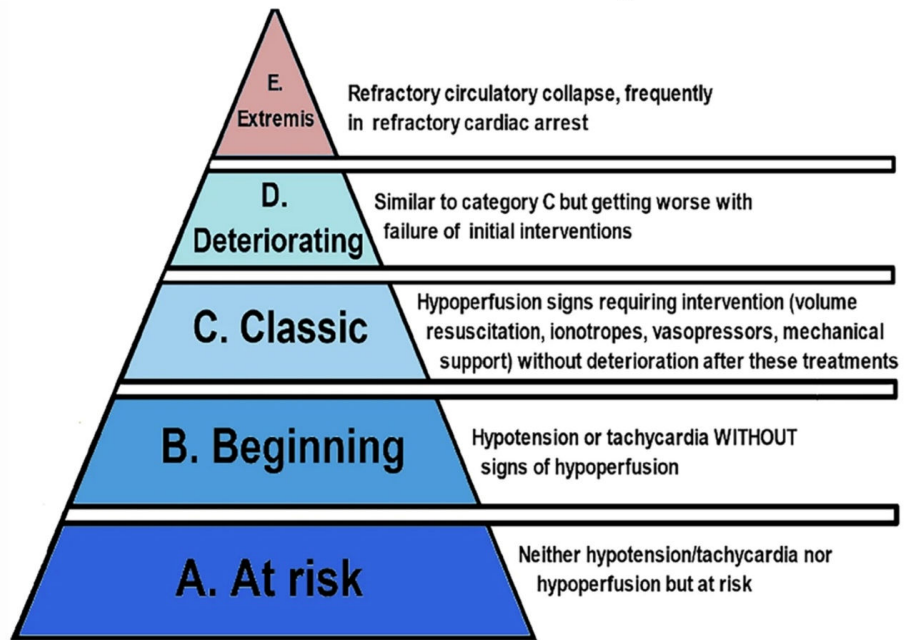 E.
Extremis
Refractory circulatory collapse, frequently
in refractory cardiac arrest
D.
Deteriorating
Similar to category C but getting worse with
failure of initial interventions
C. Classic
Hypoperfusion signs requiring intervention (volume
resuscitation, ionotropes, vasopressors, mechanical
support) without deterioration after these treatments
B. Beginning
Hypotension or tachycardia WITHOUT
signs of hypoperfusion
A. At risk
Neither hypotension/tachycardia nor
hypoperfusion but at risk